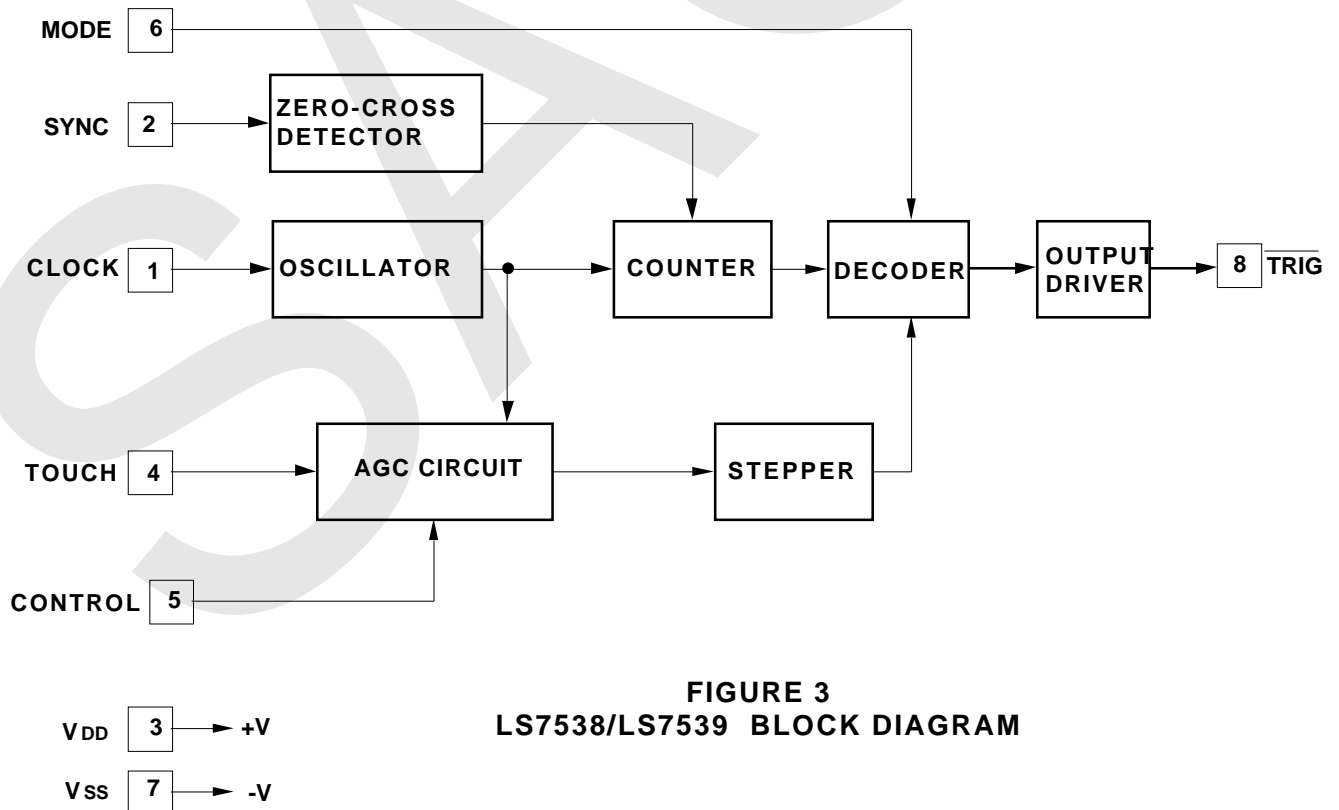 MODE 6
ZERO-CROSS
DETECTOR
SYNC 2
CLOCK 1
OSCILLATOR
COUNTER
DECODER
OUTPUT
DRIVER
8 TRIG
TOUCH 4
AGC CIRCUIT
STEPPER
CONTROL 5
FIGURE 3
LS7538/LS7539 BLOCK DIAGRAM
VDD 3 +V
VSS 7 -V